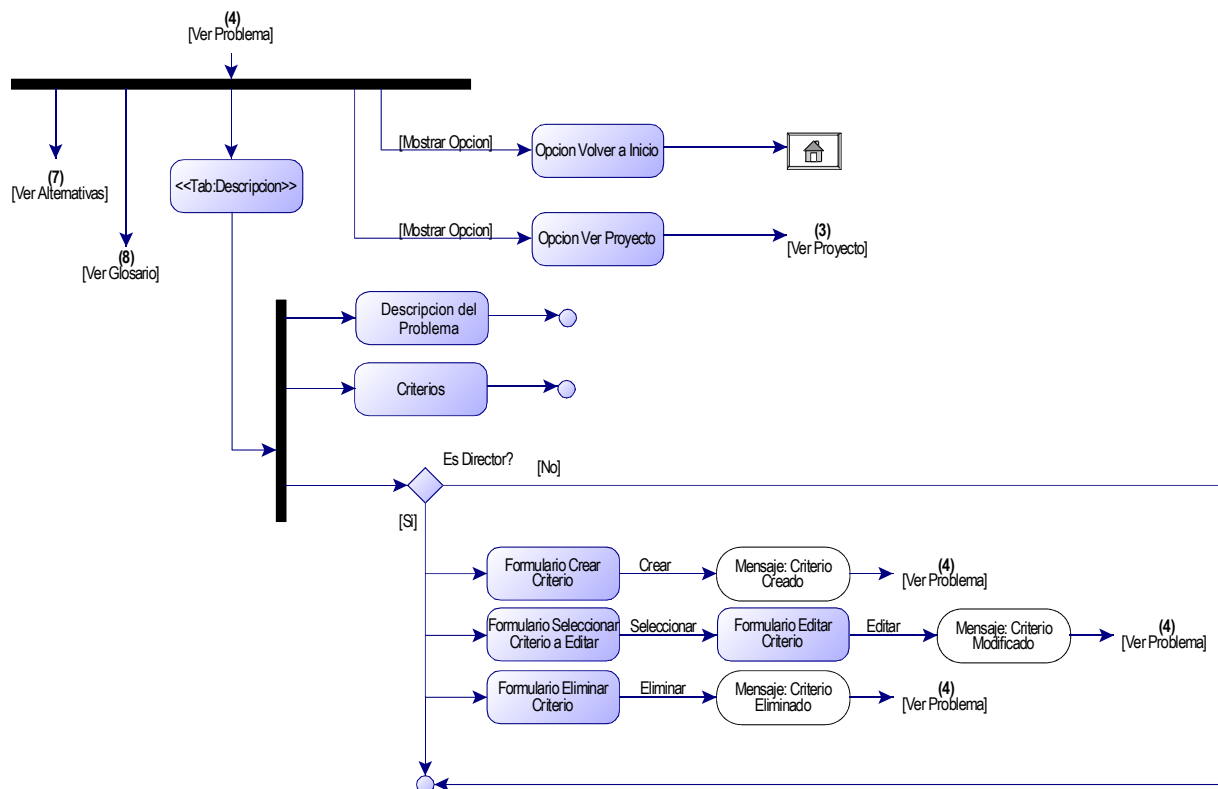 (4)
[Ver Problema]
[Mostrar Opcion]
Opcion Volver a Inicio
(7)
[Ver Alternativas]
<<Tab:Descripcion>>
[Mostrar Opcion]
Opcion Ver Proyecto
(3)
[Ver Proyecto]
(8)
[Ver Glosario]
Descripcion del
Problema
Criterios
Es Director?
[No]
[Si]
Formulario Crear
Criterio
Crear
Mensaje: Criterio
Creado
(4)
[Ver Problema]
Formulario Seleccionar
Criterio a Editar
Seleccionar
Formulario Editar
Criterio
Editar
Mensaje: Criterio
Modificado
(4)
[Ver Problema]
Formulario Eliminar
Criterio
Eliminar
Mensaje: Criterio
Eliminado
(4)
[Ver Problema]